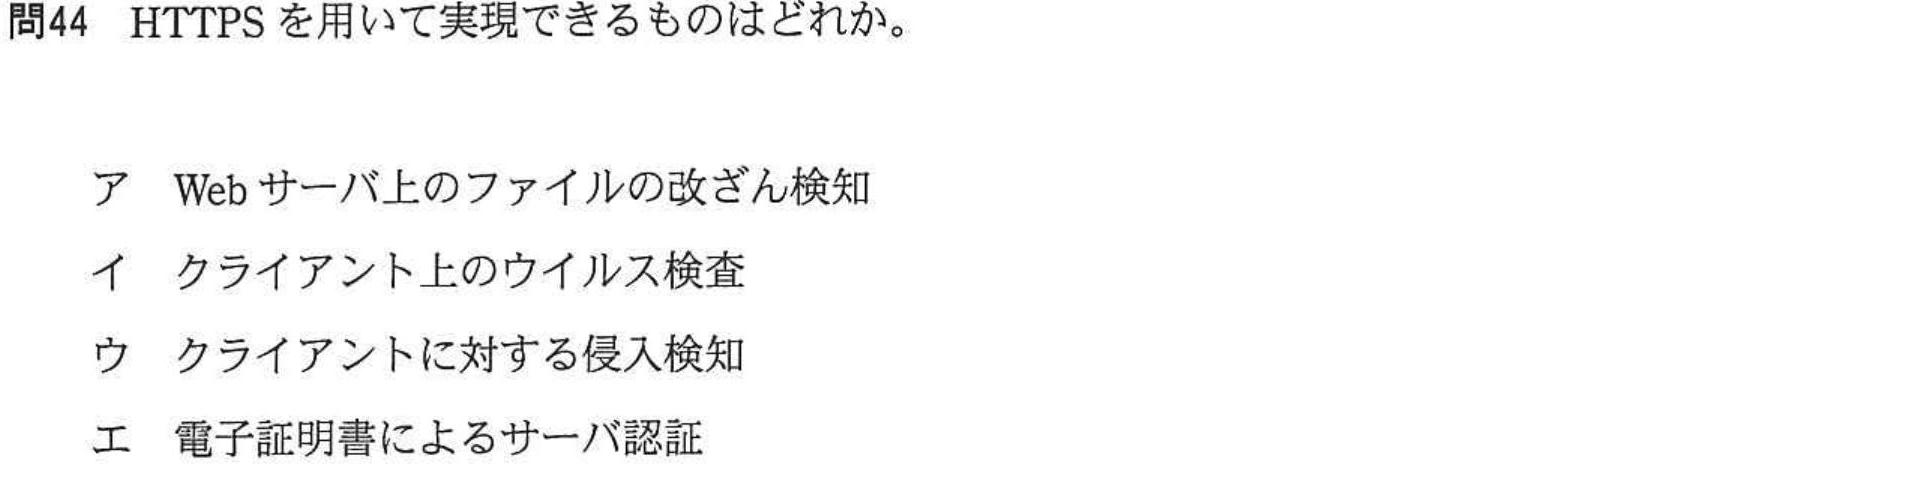 問44 HTTPS を用いて実現できるものはどれか。
ア Web サーバ上のファイルの改ざん検知
イ クライアント上のウイルス検査
ウ クライアントに対する侵入検知
エ 電子証明書によるサーバ認証